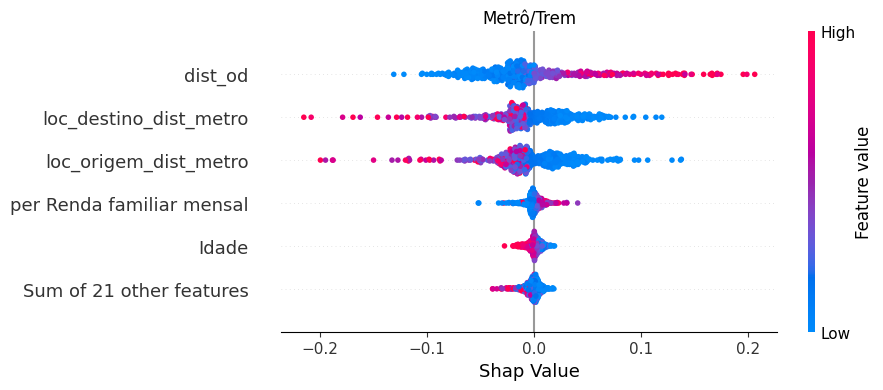 Metrô/Trem
High
dist_od
loc_destino_dist_metro
loc_origem_dist_metro
per Renda familiar mensal
Idade
Sum of 21 other features
Feature value
Low
−0.2
−0.1
0.0
0.1
0.2
Shap Value